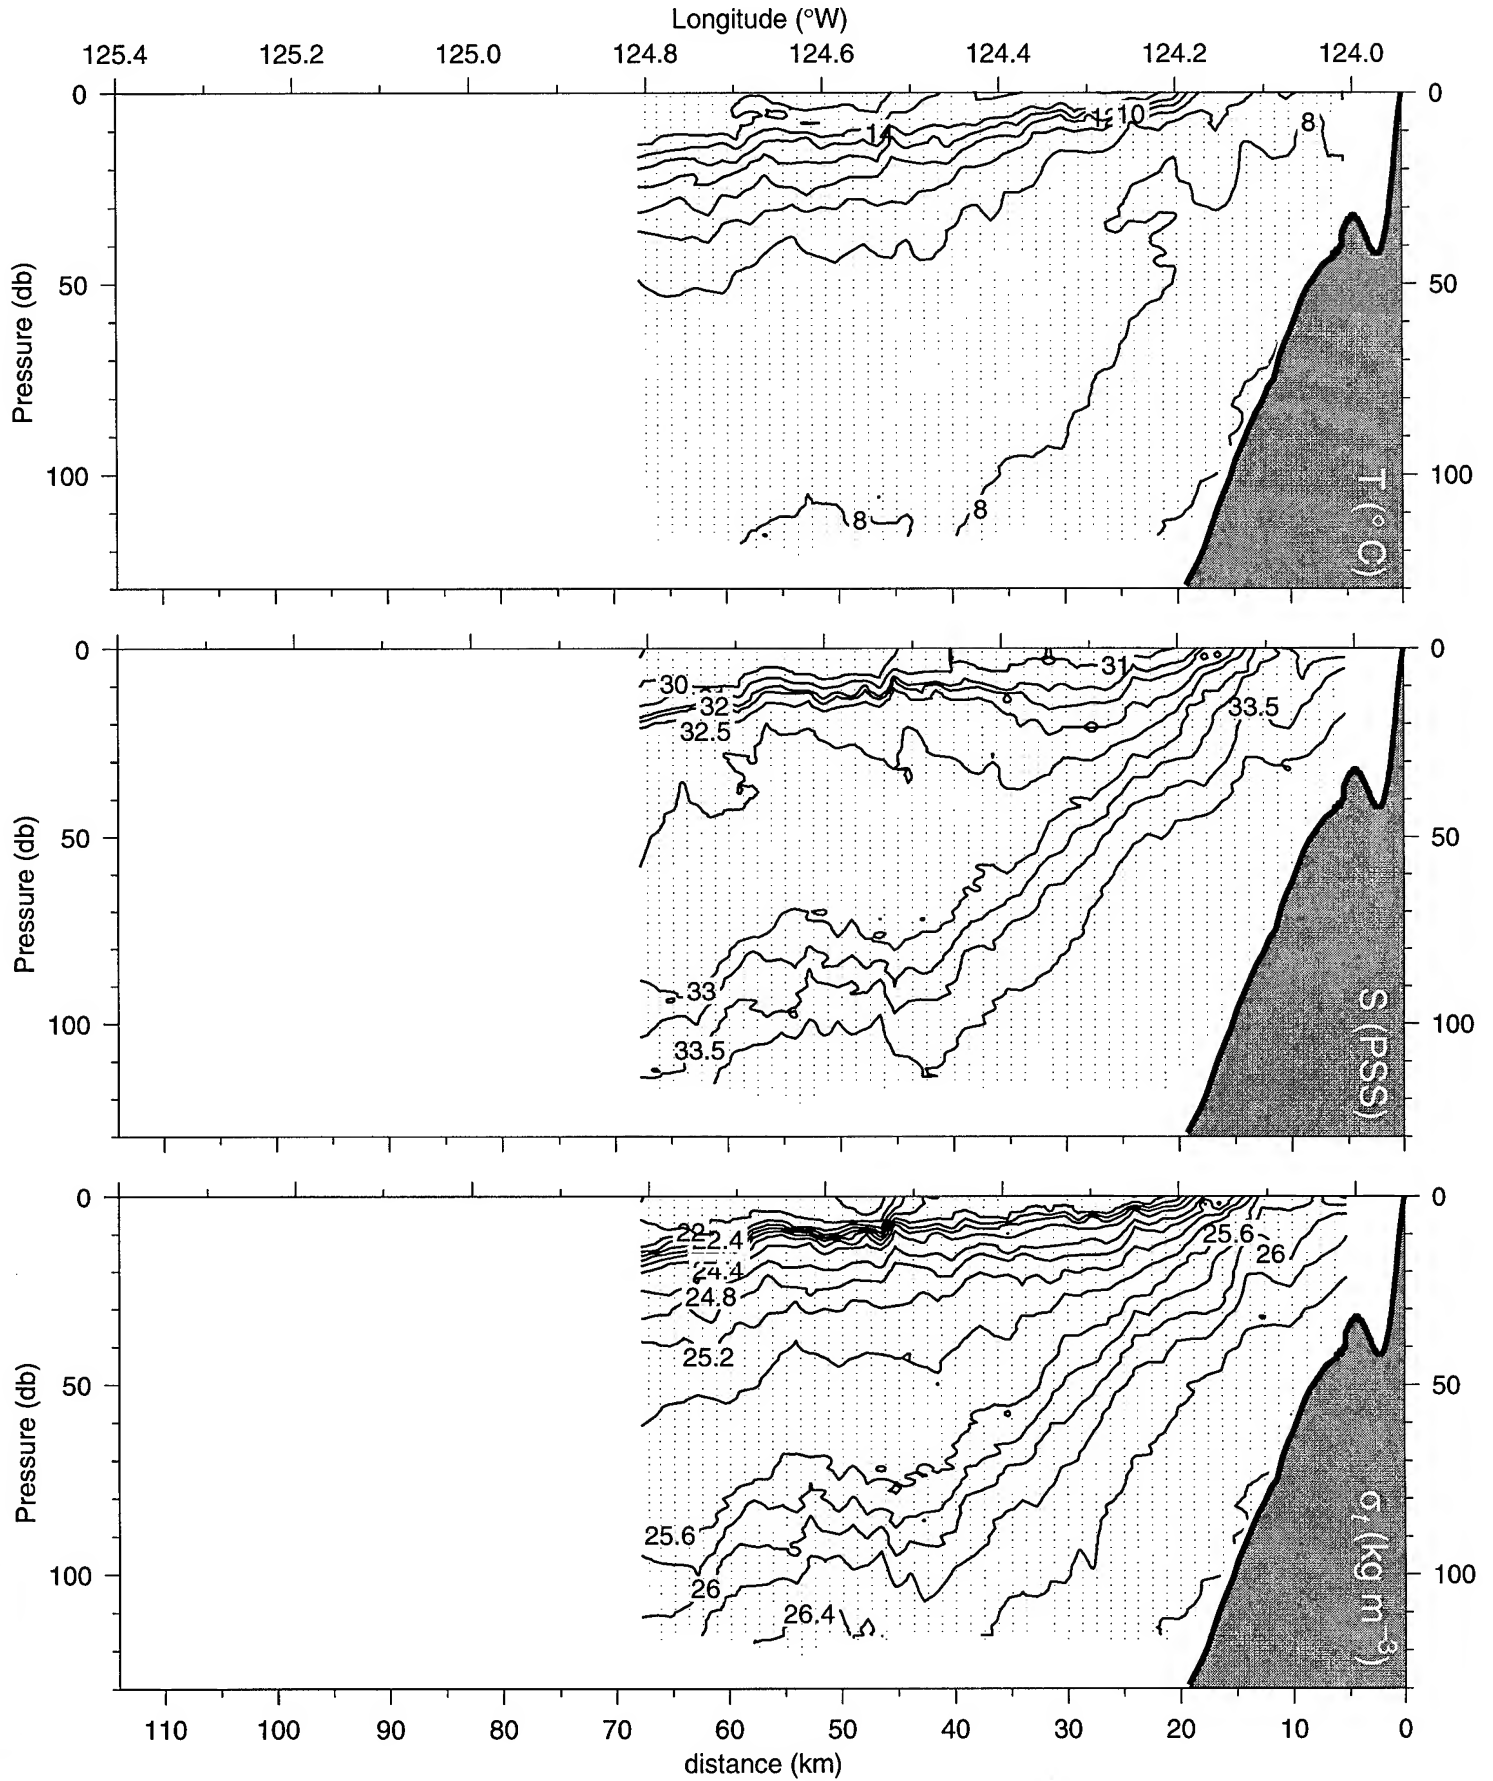 Longitude (°W)
125.4 125.2 125.0 124.8 124.6 124.4 124.2 124.0
0 0
14 10 8
50 50
Pressure (db)
100 100
8 8
T (° C)
0 0
30 31
32 33.5
32.5
50 50
Pressure (db)
33
100 100
33.5
S (PSS)
0 0
22 25.6
22.4 26
24.4
24.8
25.2
50 50
Pressure (db)
25.6
100 100
26
26.4
σt (kg m−3)
110 100 90 80 70 60 50 40 30 20 10 0
distance (km)